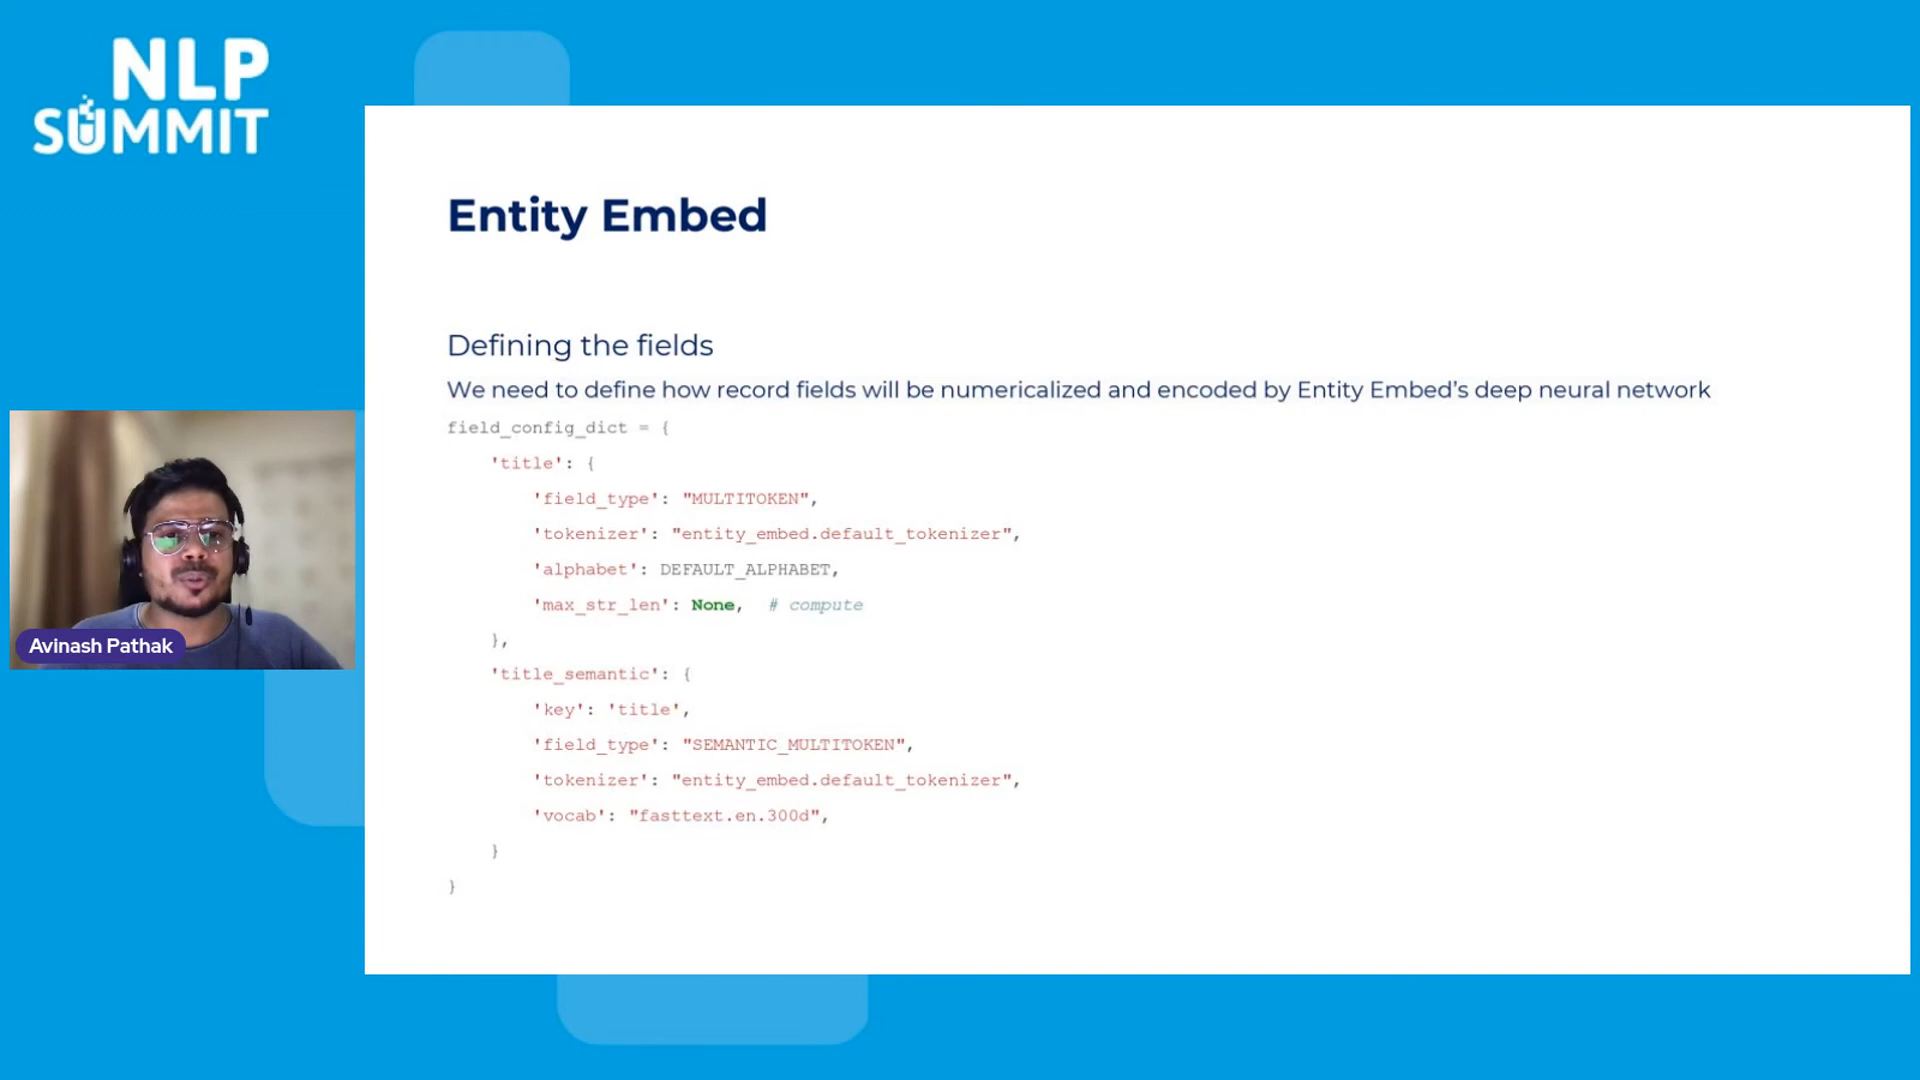 NLP
SUMMIT
Entity Embed
Defining the fields
We need to define how record fields will be numericalized and encoded by Entity Embed's deep neural network
field_config_dict = {
    'title': {
        'field_type': "MULTITOKEN",
        'tokenizer': "entity_embed.default_tokenizer",
        'alphabet': DEFAULT_ALPHABET,
        'max_str_len': None,  # compute
    },
    'title_semantic': {
        'key': 'title',
        'field_type': "SEMANTIC_MULTITOKEN",
        'tokenizer': "entity_embed.default_tokenizer",
        'vocab': "fasttext.en.300d",
    }
}
Avinash Pathak